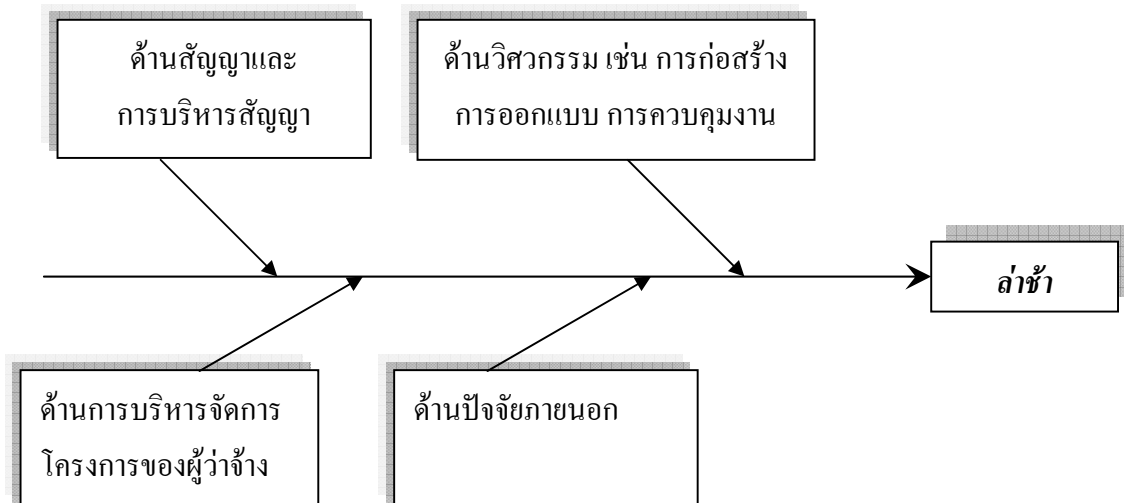 ด้านสัญญาและ
การบริหารสัญญา
ด้านวิศวกรรม เช่น การก่อสร้าง
การออกแบบ การควบคุมงาน
ล่าช้า
ด้านการบริหารจัดการ
โครงการของผู้ว่าจ้าง
ด้านปัจจัยภายนอก